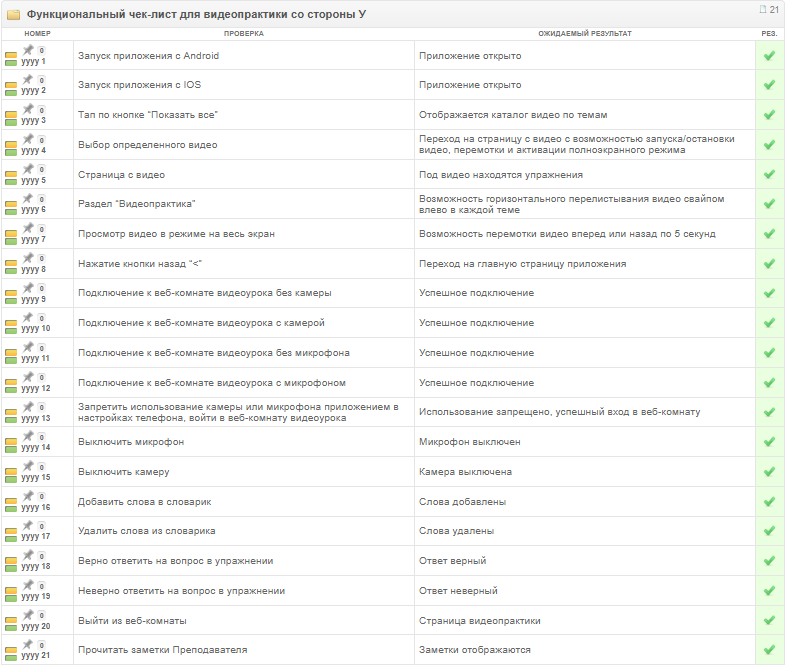 Функциональный чек-лист для видеопрактики со стороны У
21
НОМЕР ПРОВЕРКА ОЖИДАЕМЫЙ РЕЗУЛЬТАТ РЕЗ.
0
yyyy 1 Запуск приложения с Android Приложение открыто
0
yyyy 2 Запуск приложения с IOS Приложение открыто
0
yyyy 3 Тап по кнопке “Показать все” Отображается каталог видео по темам
0
yyyy 4 Выбор определенного видео Переход на страницу с видео с возможностью запуска/остановки
видео, перемотки и активации полноэкранного режима
0
yyyy 5 Страница с видео Под видео находятся упражнения
0
yyyy 6 Раздел “Видеопрактика” Возможность горизонтального перелистывания видео свайпом
влево в каждой теме
0
yyyy 7 Просмотр видео в режиме на весь экран Возможность перемотки видео вперед или назад по 5 секунд
0
yyyy 8 Нажатие кнопки назад “<” Переход на главную страницу приложения
0
yyyy 9 Подключение к веб-комнате видеоурока без камеры Успешное подключение
0
yyyy 10 Подключение к веб-комнате видеоурока с камерой Успешное подключение
0
yyyy 11 Подключение к веб-комнате видеоурока без микрофона Успешное подключение
0
yyyy 12 Подключение к веб-комнате видеоурока с микрофоном Успешное подключение
0
yyyy 13 Запретить использование камеры или микрофона приложением в
настройках телефона, войти в веб-комнату видеоурока Использование запрещено, успешный вход в веб-комнату
0
yyyy 14 Выключить микрофон Микрофон выключен
0
yyyy 15 Выключить камеру Камера выключена
0
yyyy 16 Добавить слова в словарик Слова добавлены
0
yyyy 17 Удалить слова из словарика Слова удалены
0
yyyy 18 Верно ответить на вопрос в упражнении Ответ верный
0
yyyy 19 Неверно ответить на вопрос в упражнении Ответ неверный
0
yyyy 20 Выйти из веб-комнаты Страница видеопрактики
0
yyyy 21 Прочитать заметки Преподавателя Заметки отображаются